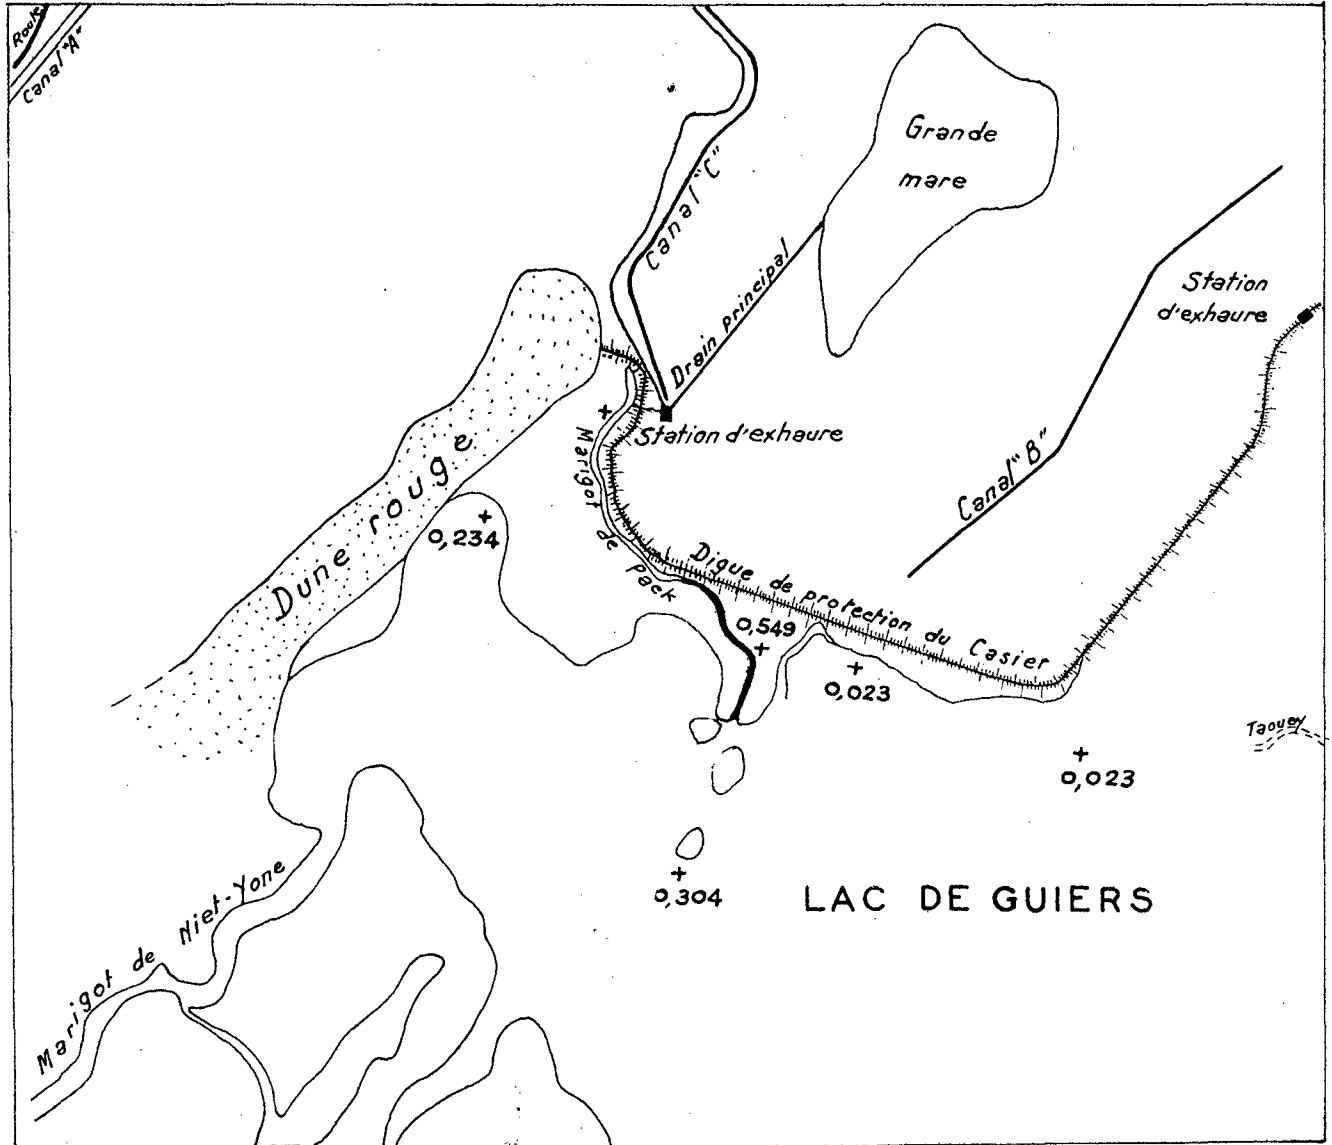 Route
Canal "A"
Grande
mare
Canal "C"
Drain principal
Station
d'exhaure
Station d'exhaure
Marigot de Pack
Canal "B"
Dune rouge
0,234
Digue de protection du Casier
0,549
0,023
Taouey
0,023
0,304
LAC DE GUIERS
Marigot de Niet-Yone